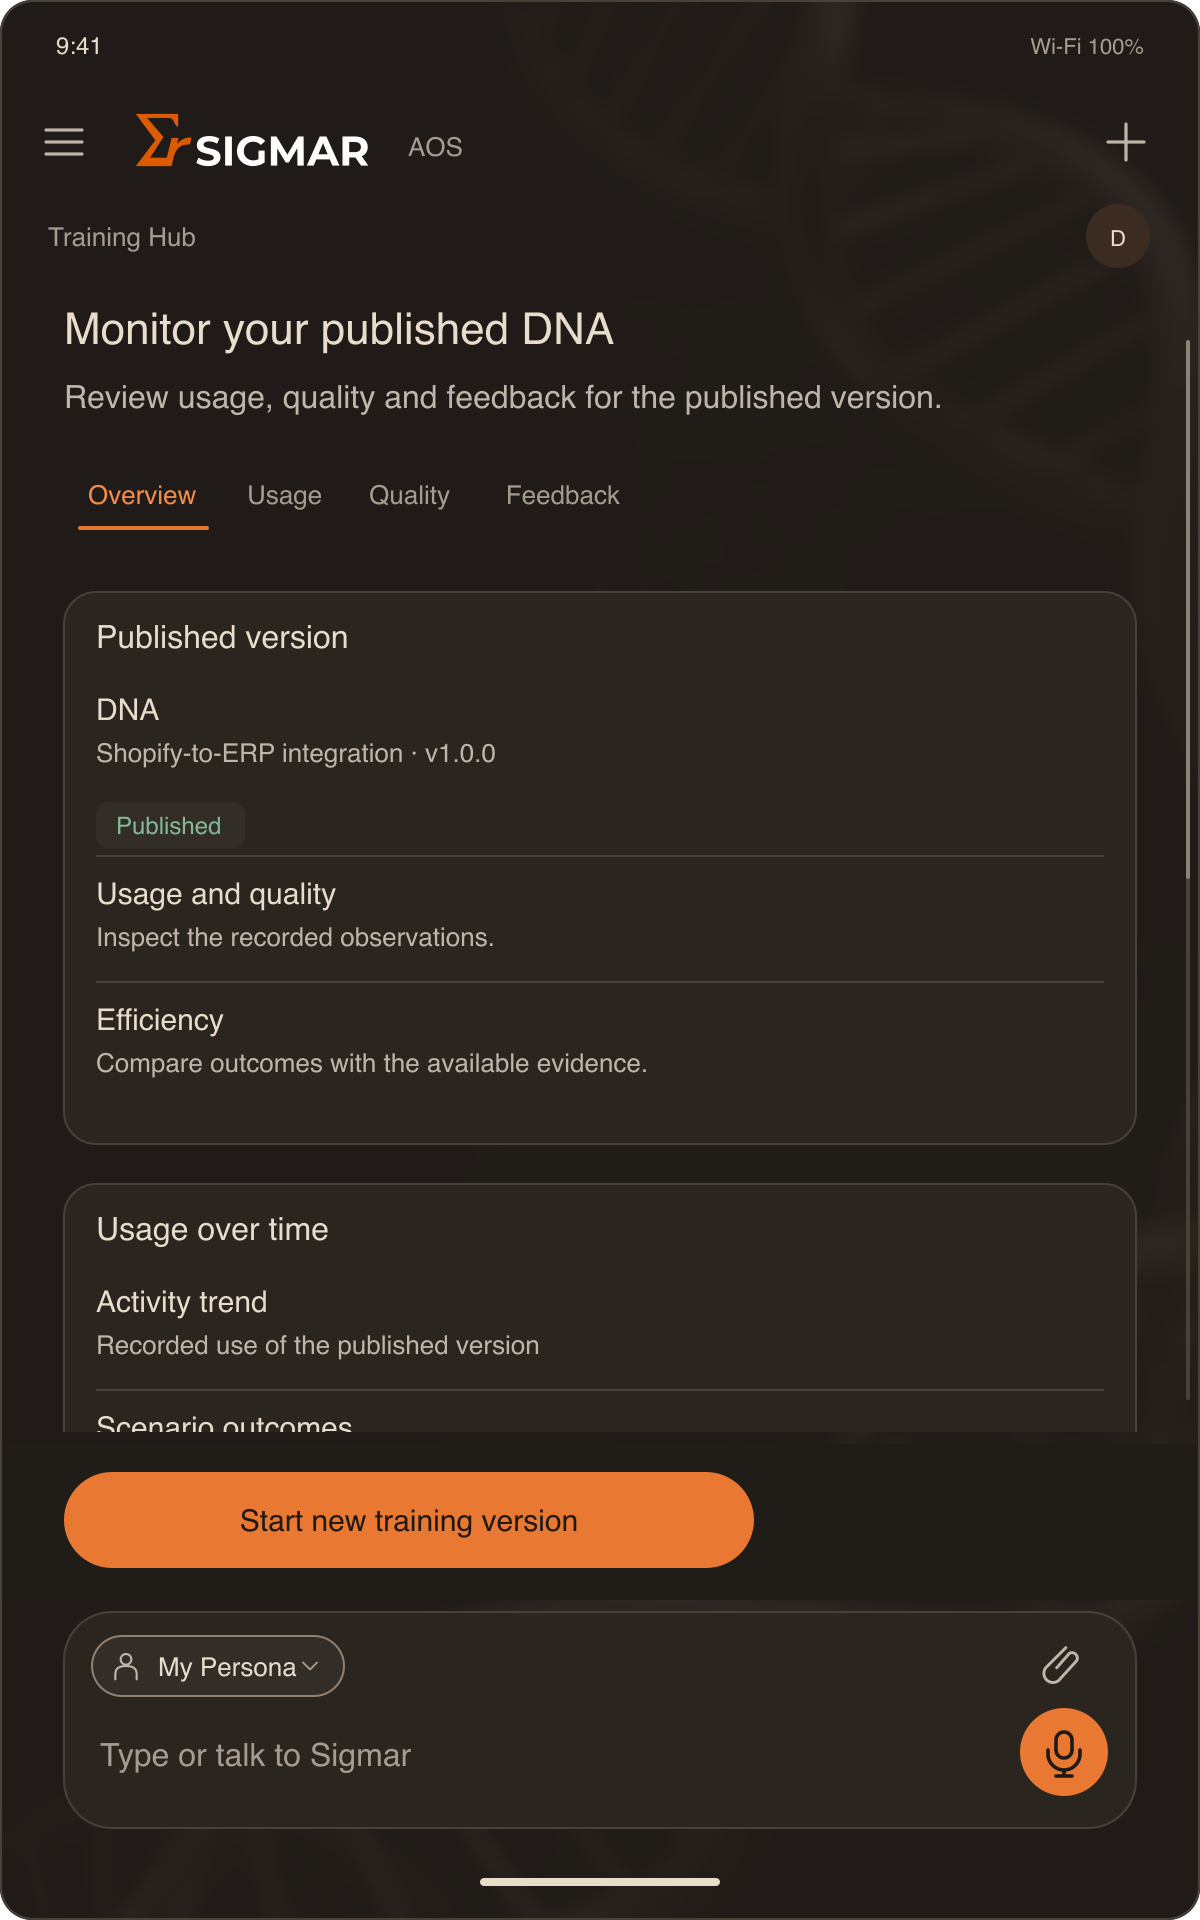 9:41
Wi-Fi 100%
Σr SIGMAR AOS
Training Hub
D
Monitor your published DNA
Review usage, quality and feedback for the published version.
Overview Usage Quality Feedback
Published version
DNA
Shopify-to-ERP integration · v1.0.0
Published
Usage and quality
Inspect the recorded observations.
Efficiency
Compare outcomes with the available evidence.
Usage over time
Activity trend
Recorded use of the published version
Scenario outcomes
Start new training version
My Persona
Type or talk to Sigmar